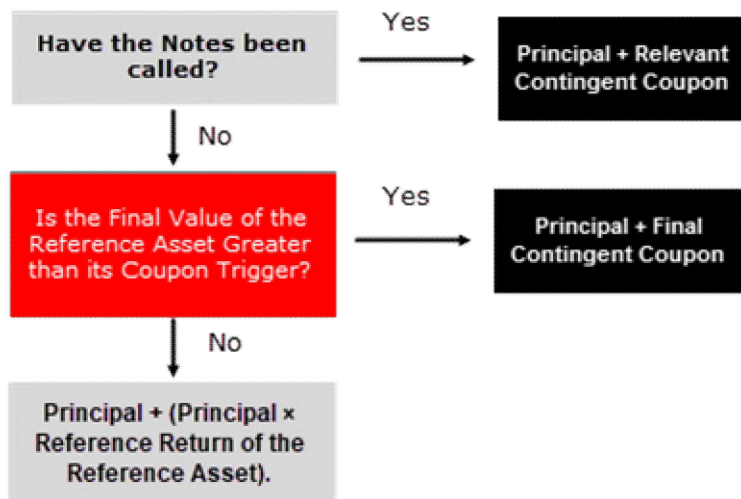 Have the Notes been
called?
Yes
Principal + Relevant
Contingent Coupon
No
Is the Final Value of the
Reference Asset Greater
than its Coupon Trigger?
Yes
Principal + Final
Contingent Coupon
No
Principal + (Principal ×
Reference Return of the
Reference Asset).